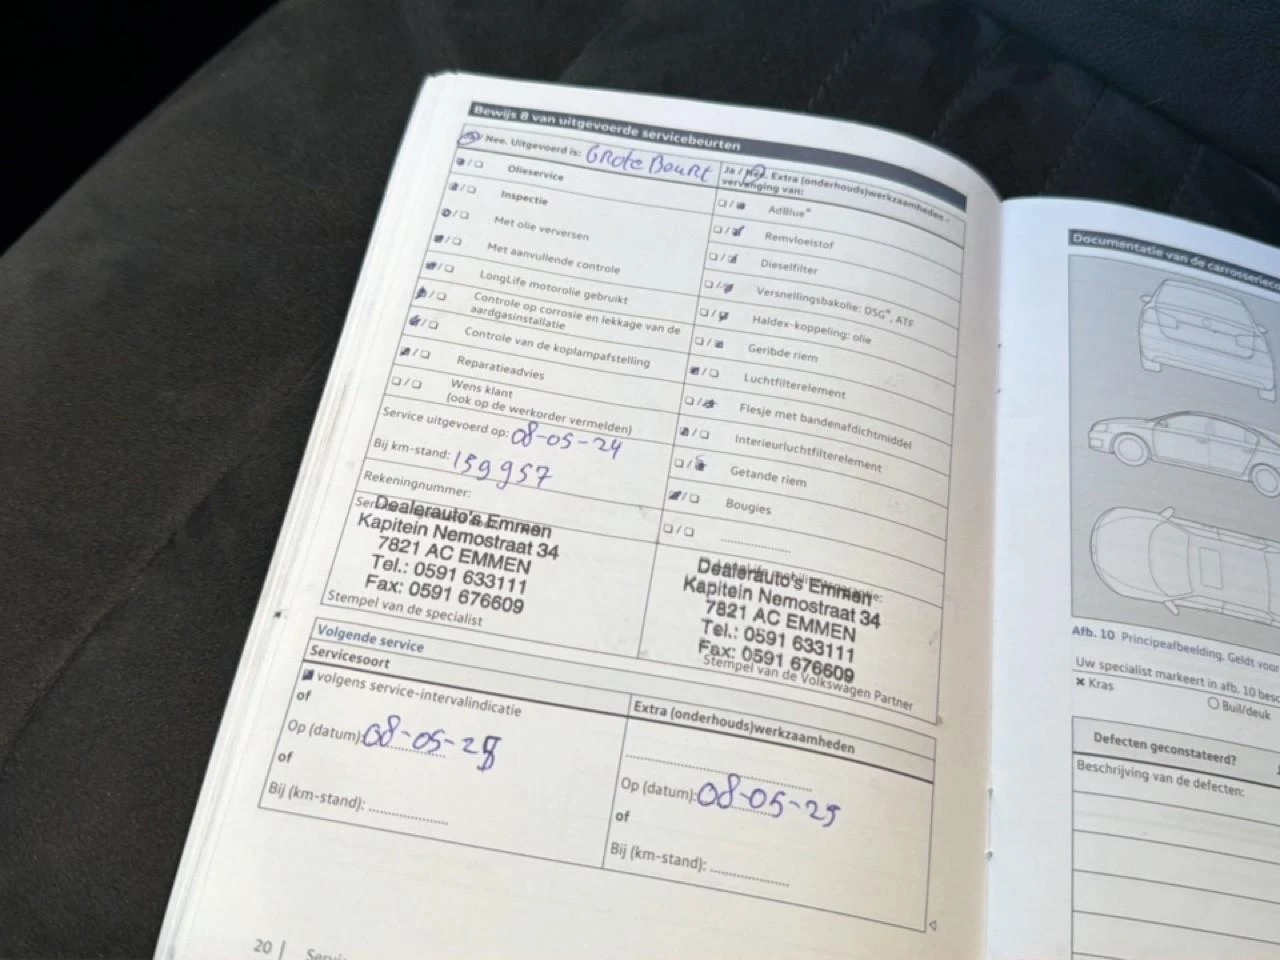 Bewijs 8 van uitgevoerde servicebeurten
Nee. Uitgevoerd is: Grote Beurt
Olieservice
Inspectie
Met olie verversen
Met aanvullende controle
LongLife motorolie gebruikt
Controle op corrosie en lekkage van de
aardgasinstallatie
Controle van de koplampafstelling
Reparatieadvies
Wens klant
(ook op de werkorder vermelden)
Service uitgevoerd op: 08-05-24
Bij km-stand: 159957
Rekeningnummer:
Dealerauto's Emmen
Kapitein Nemostraat 34
7821 AC EMMEN
Tel.: 0591 633111
Fax: 0591 676609
Stempel van de specialist
Ja / Nee. Extra (onderhouds)werkzaamheden -
vervanging van:
AdBlue®
Remvloeistof
Dieselfilter
Versnellingsbakolie: DSG®, ATF
Haldex-koppeling: olie
Geribde riem
Luchtfilterelement
Flesje met bandenafdichtmiddel
Interieurluchtfilterelement
Getande riem
Bougies
Dealerauto's Emmen
Kapitein Nemostraat 34
7821 AC EMMEN
Tel.: 0591 633111
Fax: 0591 676609
Stempel van de Volkswagen Partner
Volgende service
Servicesoort
volgens service-intervalindicatie
of
Op (datum): 08-05-25
of
Bij (km-stand):
Extra (onderhouds)werkzaamheden
Op (datum): 08-05-25
of
Bij (km-stand):
20
Documentatie van de
Afb. 10 Principeafbeelding. Geldt voor
Uw specialist markeert in afb. 10
× Kras
Buil/deuk
Defecten geconstateerd?
Beschrijving van de defecten: